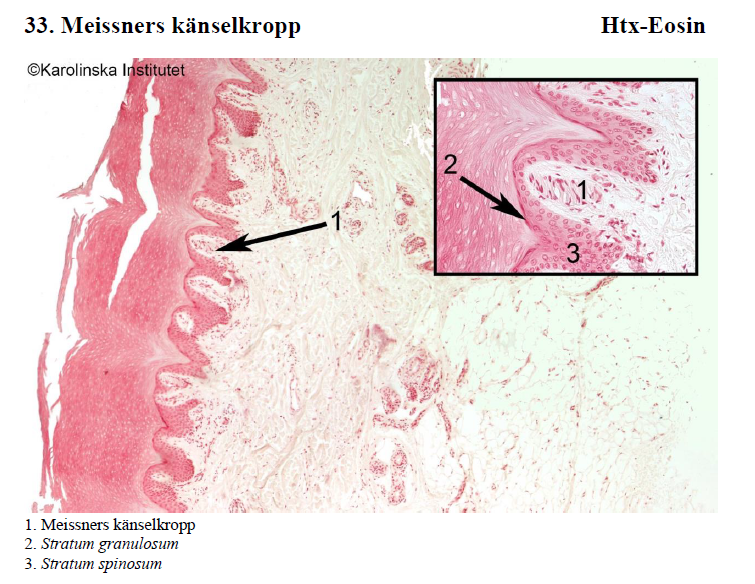 33. Meissners känselkropp Htx-Eosin
©Karolinska Institutet
2
1
1
3
1. Meissners känselkropp
2. Stratum granulosum
3. Stratum spinosum